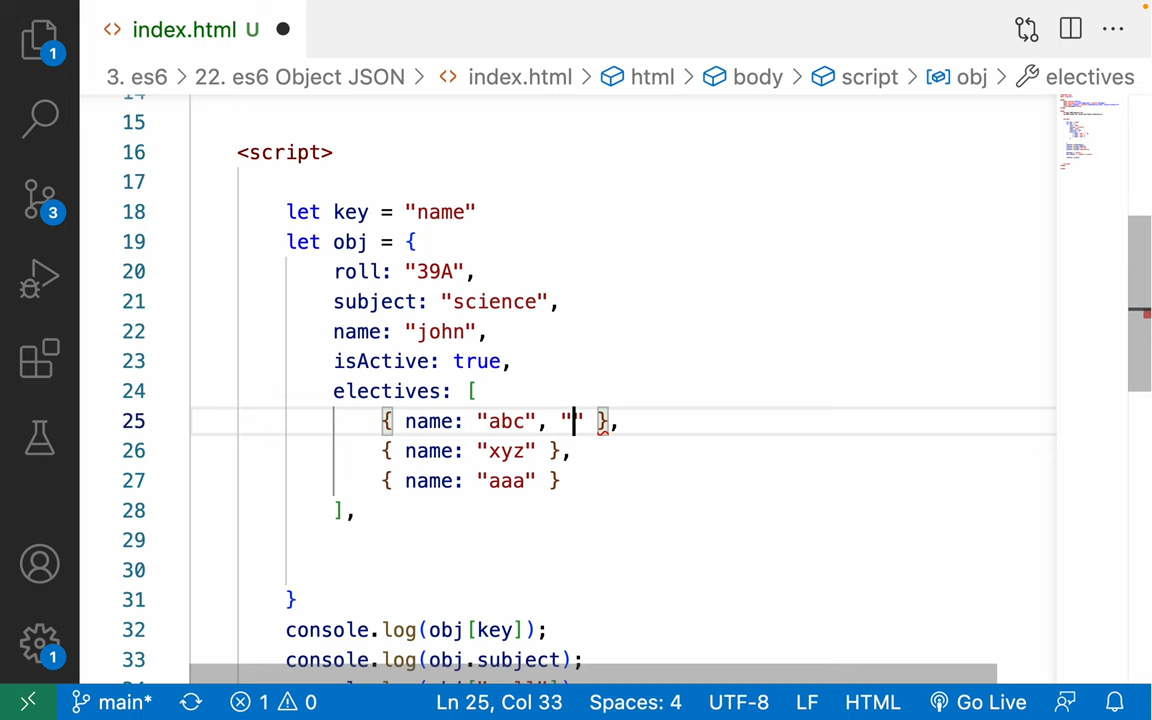 index.html U
3. es6 > 22. es6 Object JSON > index.html > html > body > script > obj > electives
15
16 <script>
17
18 let key = "name"
19 let obj = {
20 roll: "39A",
21 subject: "science",
22 name: "john",
23 isActive: true,
24 electives: [
25 { name: "abc", "" },
26 { name: "xyz" },
27 { name: "aaa" }
28 ],
29
30
31 }
32 console.log(obj[key]);
33 console.log(obj.subject);
1
3
1
main* 1 0 Ln 25, Col 33 Spaces: 4 UTF-8 LF HTML Go Live